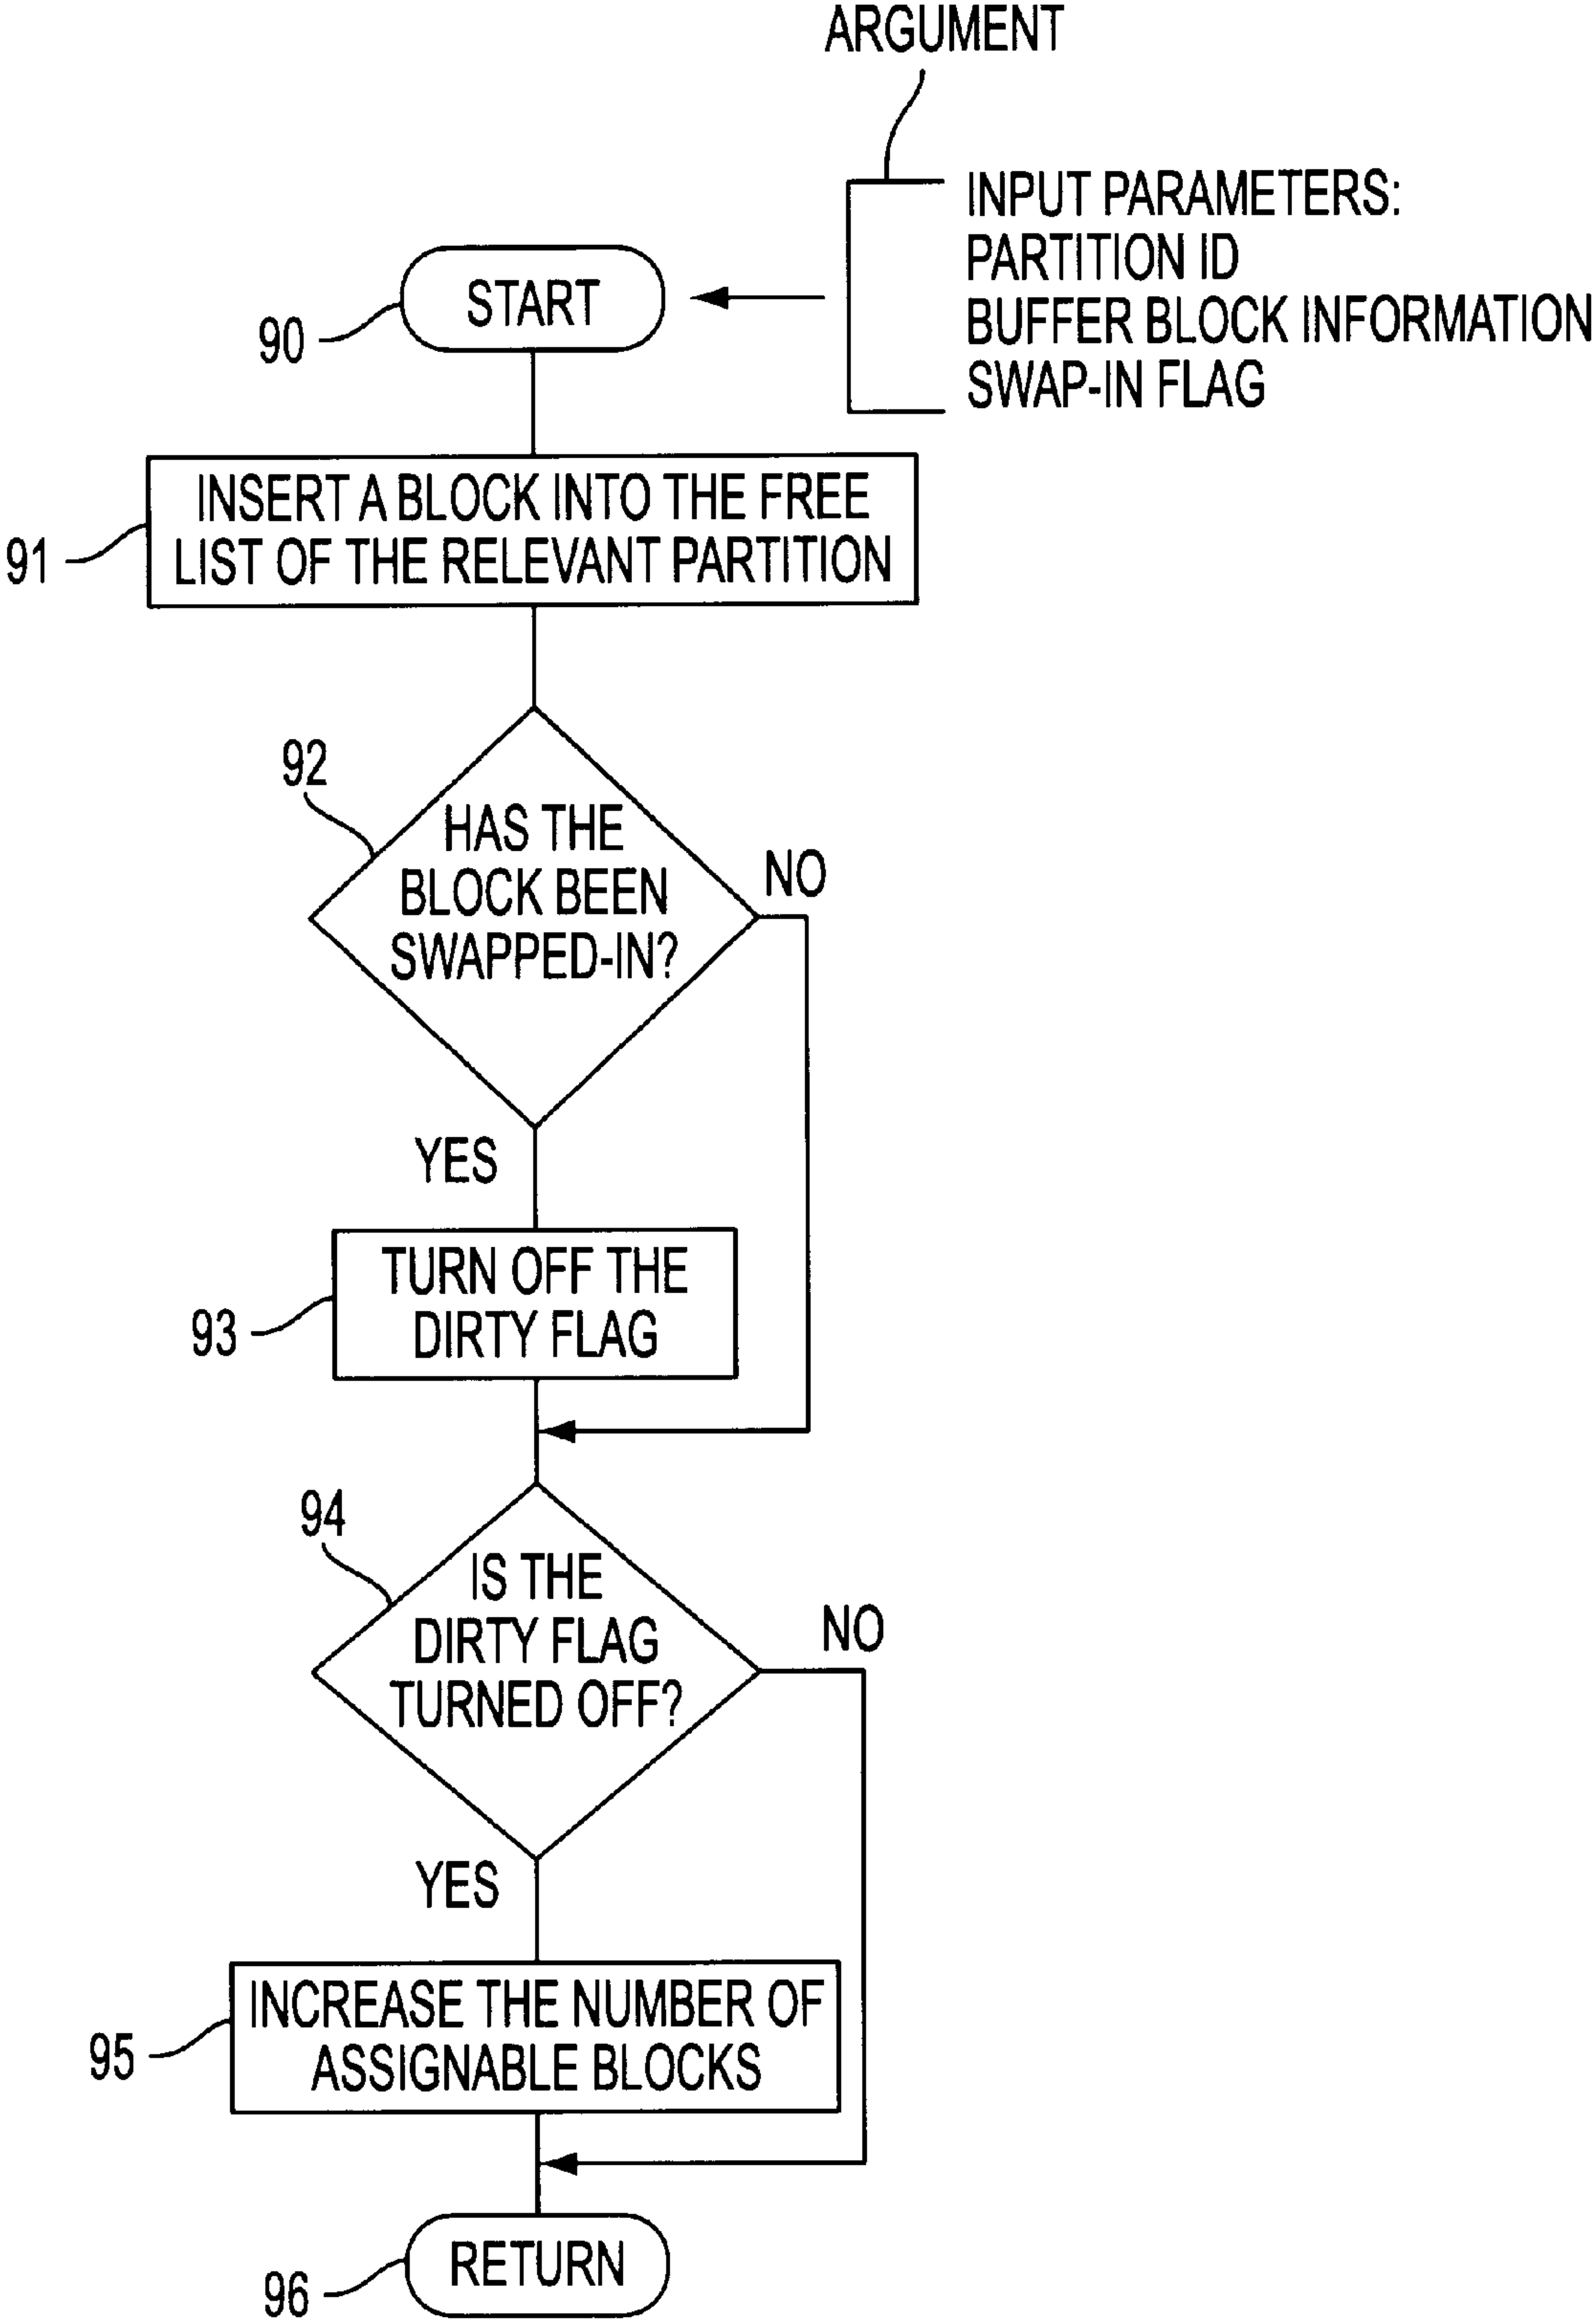 ARGUMENT
INPUT PARAMETERS:
PARTITION ID
BUFFER BLOCK INFORMATION
SWAP-IN FLAG
START
90
INSERT A BLOCK INTO THE FREE
LIST OF THE RELEVANT PARTITION
91
92
HAS THE
BLOCK BEEN
SWAPPED-IN?
NO
YES
TURN OFF THE
DIRTY FLAG
93
94
IS THE
DIRTY FLAG
TURNED OFF?
NO
YES
INCREASE THE NUMBER OF
ASSIGNABLE BLOCKS
95
RETURN
96